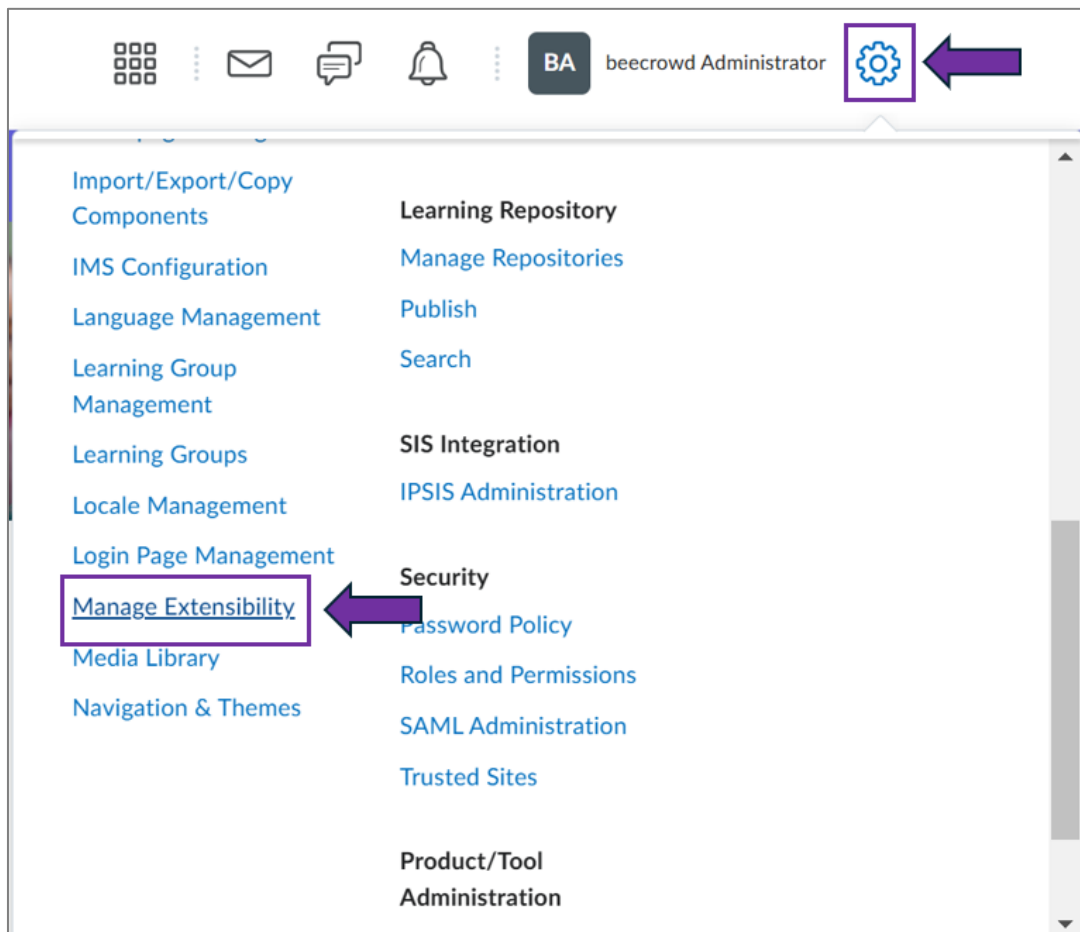 BA beecrowd Administrator
Import/Export/Copy
Components
IMS Configuration
Language Management
Learning Group
Management
Learning Groups
Locale Management
Login Page Management
Manage Extensibility
Media Library
Navigation & Themes
Learning Repository
Manage Repositories
Publish
Search
SIS Integration
IPSIS Administration
Security
Password Policy
Roles and Permissions
SAML Administration
Trusted Sites
Product/Tool
Administration